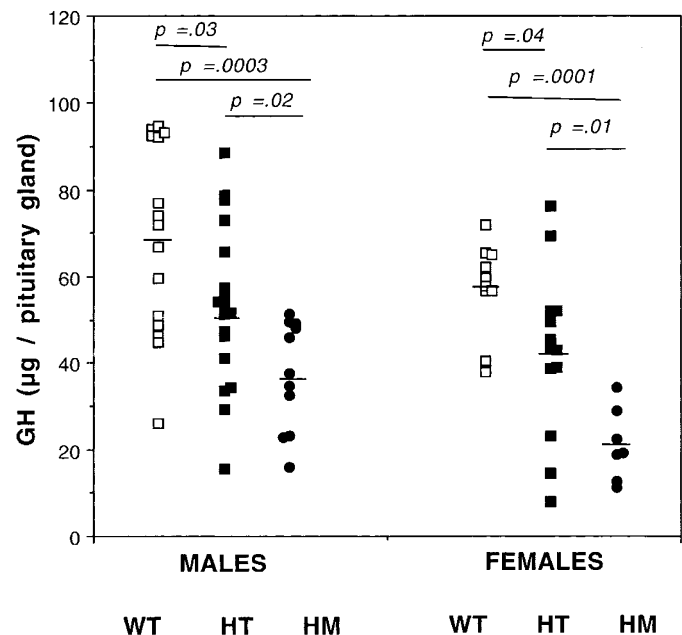 120
p =.03
p =.04
p =.0003
p =.0001
100
p =.02
p =.01
80
60
40
20
0
GH (µg / pituitary gland)
MALES FEMALES
WT HT HM WT HT HM